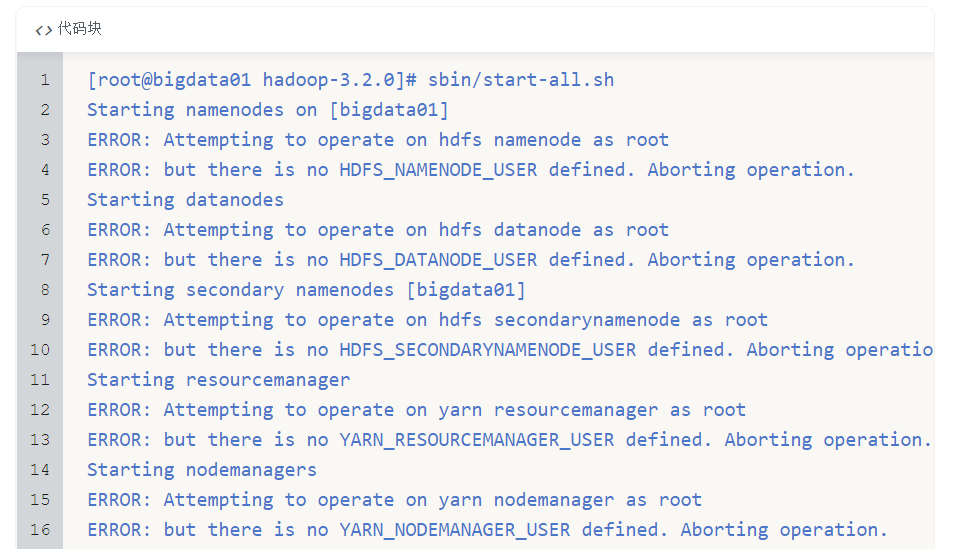 <> 代码块
1 [root@bigdata01 hadoop-3.2.0]# sbin/start-all.sh
2 Starting namenodes on [bigdata01]
3 ERROR: Attempting to operate on hdfs namenode as root
4 ERROR: but there is no HDFS_NAMENODE_USER defined. Aborting operation.
5 Starting datanodes
6 ERROR: Attempting to operate on hdfs datanode as root
7 ERROR: but there is no HDFS_DATANODE_USER defined. Aborting operation.
8 Starting secondary namenodes [bigdata01]
9 ERROR: Attempting to operate on hdfs secondarynamenode as root
10 ERROR: but there is no HDFS_SECONDARYNAMENODE_USER defined. Aborting operatio
11 Starting resourcemanager
12 ERROR: Attempting to operate on yarn resourcemanager as root
13 ERROR: but there is no YARN_RESOURCEMANAGER_USER defined. Aborting operation.
14 Starting nodemanagers
15 ERROR: Attempting to operate on yarn nodemanager as root
16 ERROR: but there is no YARN_NODEMANAGER_USER defined. Aborting operation.